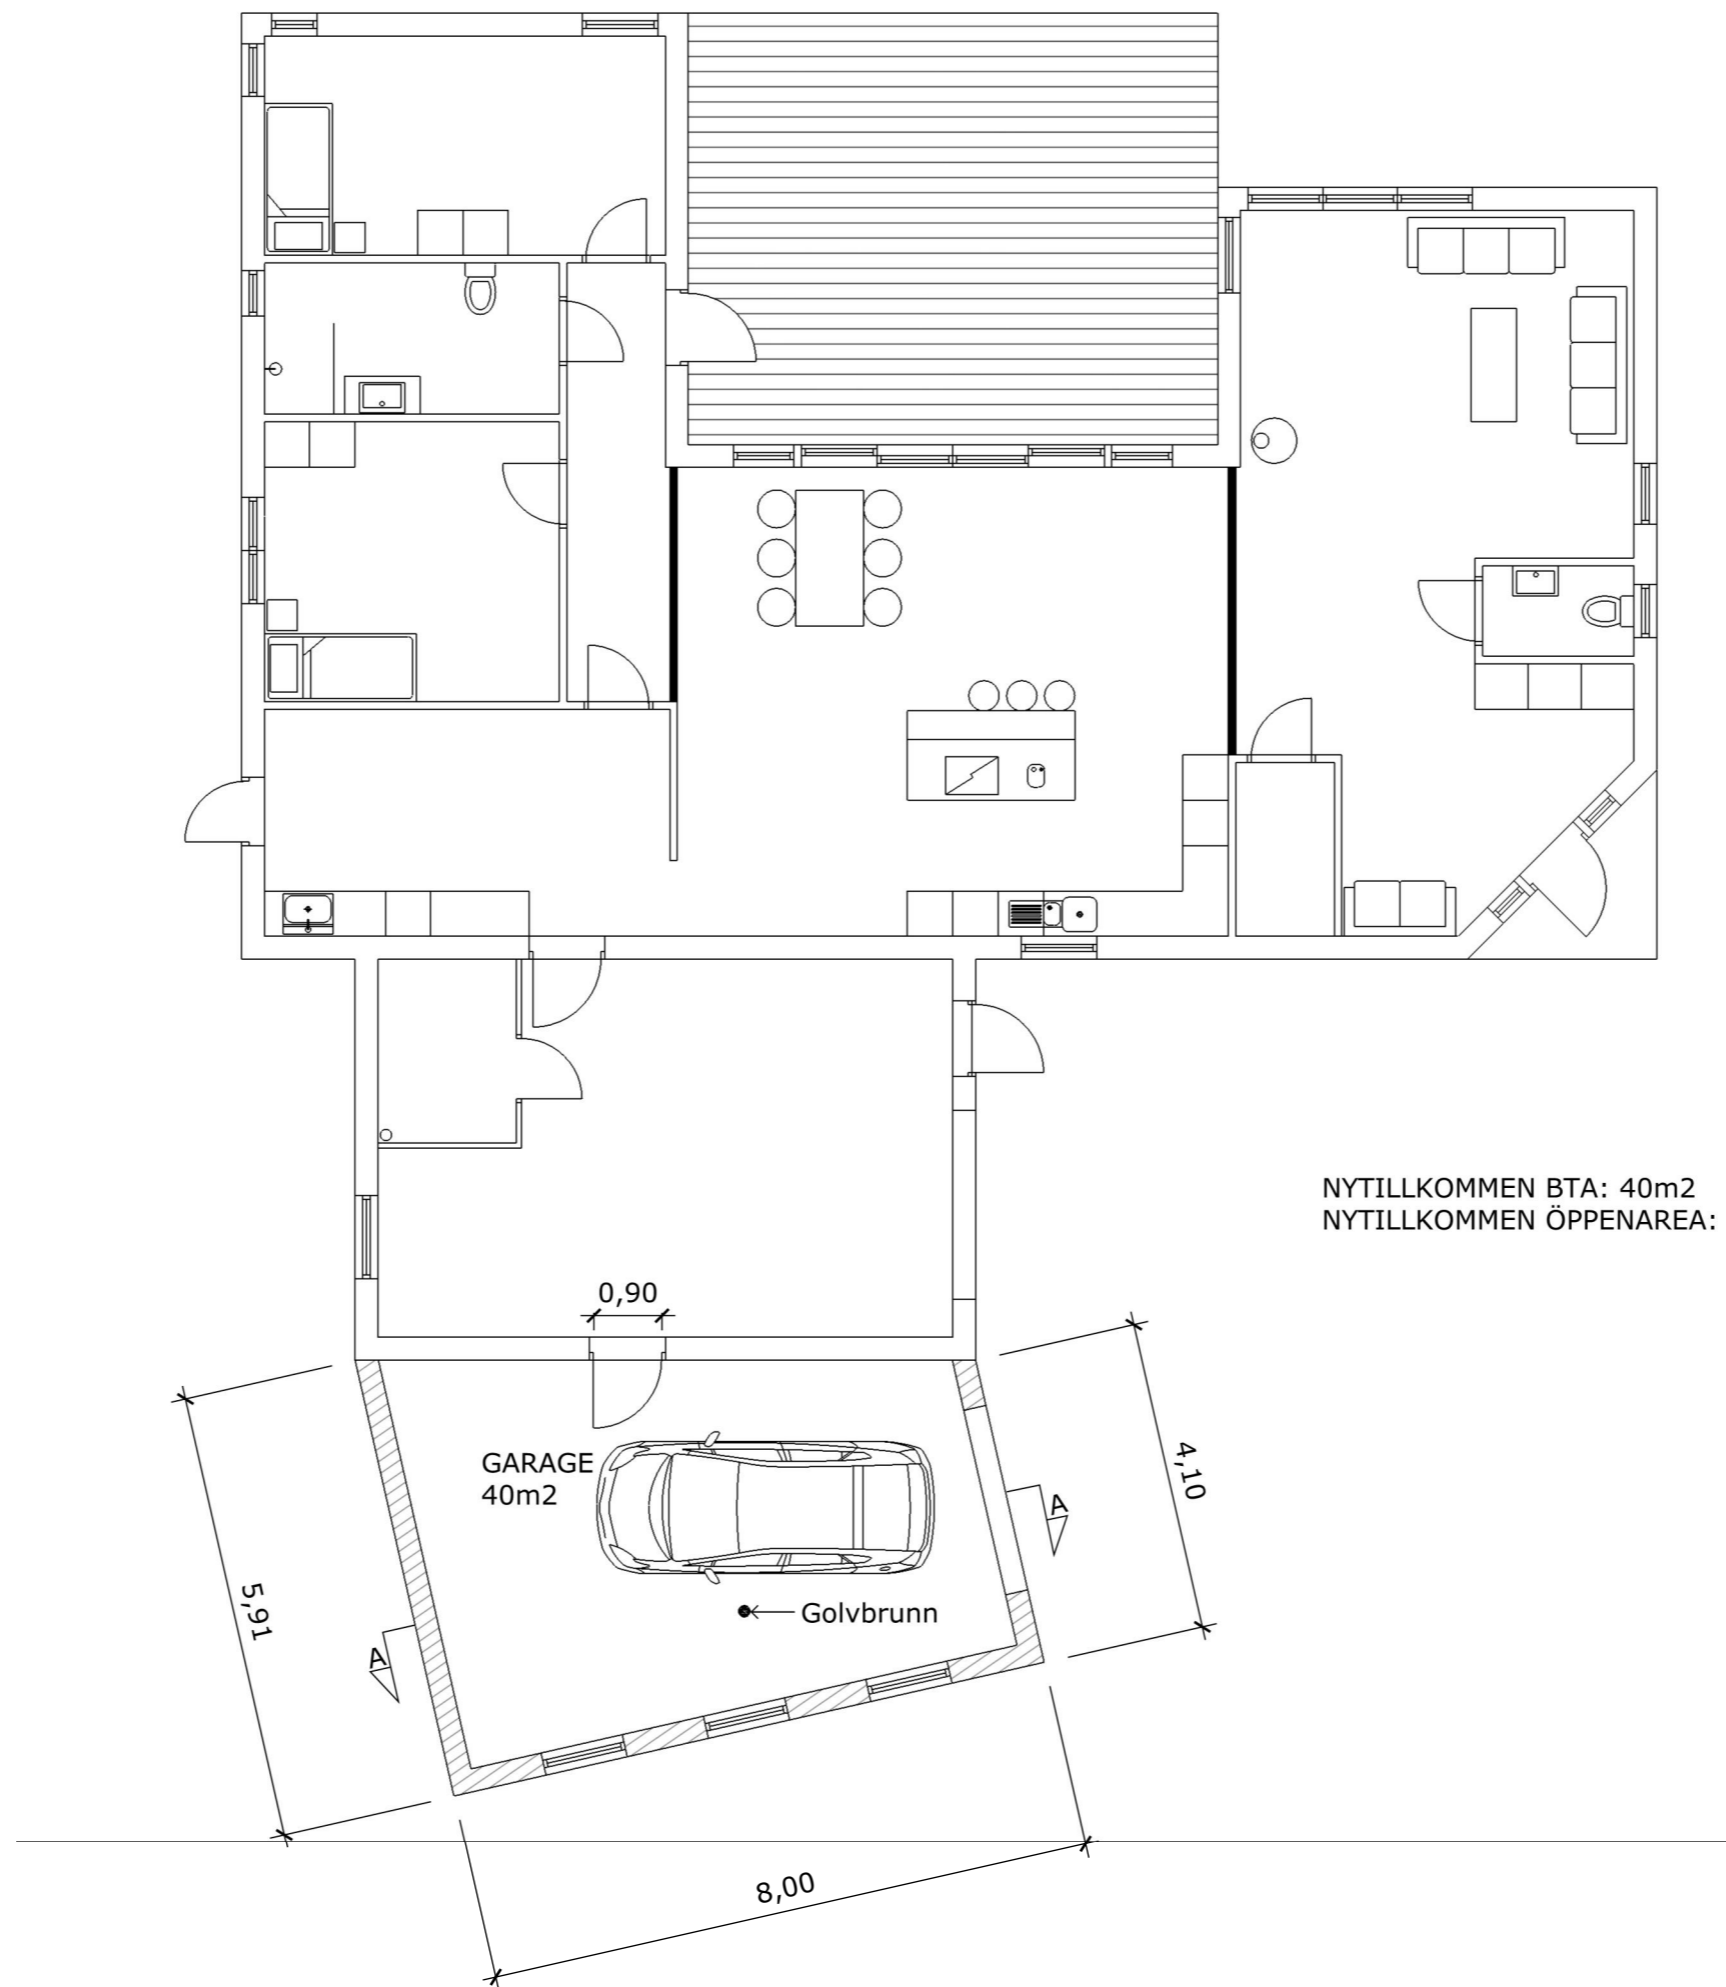 NYTILLKOMMEN BTA: 40m2
NYTILLKOMMEN ÖPPENAREA:
0,90
GARAGE
40m2
4,10
A
5,91
Golvbrunn
A
8,00